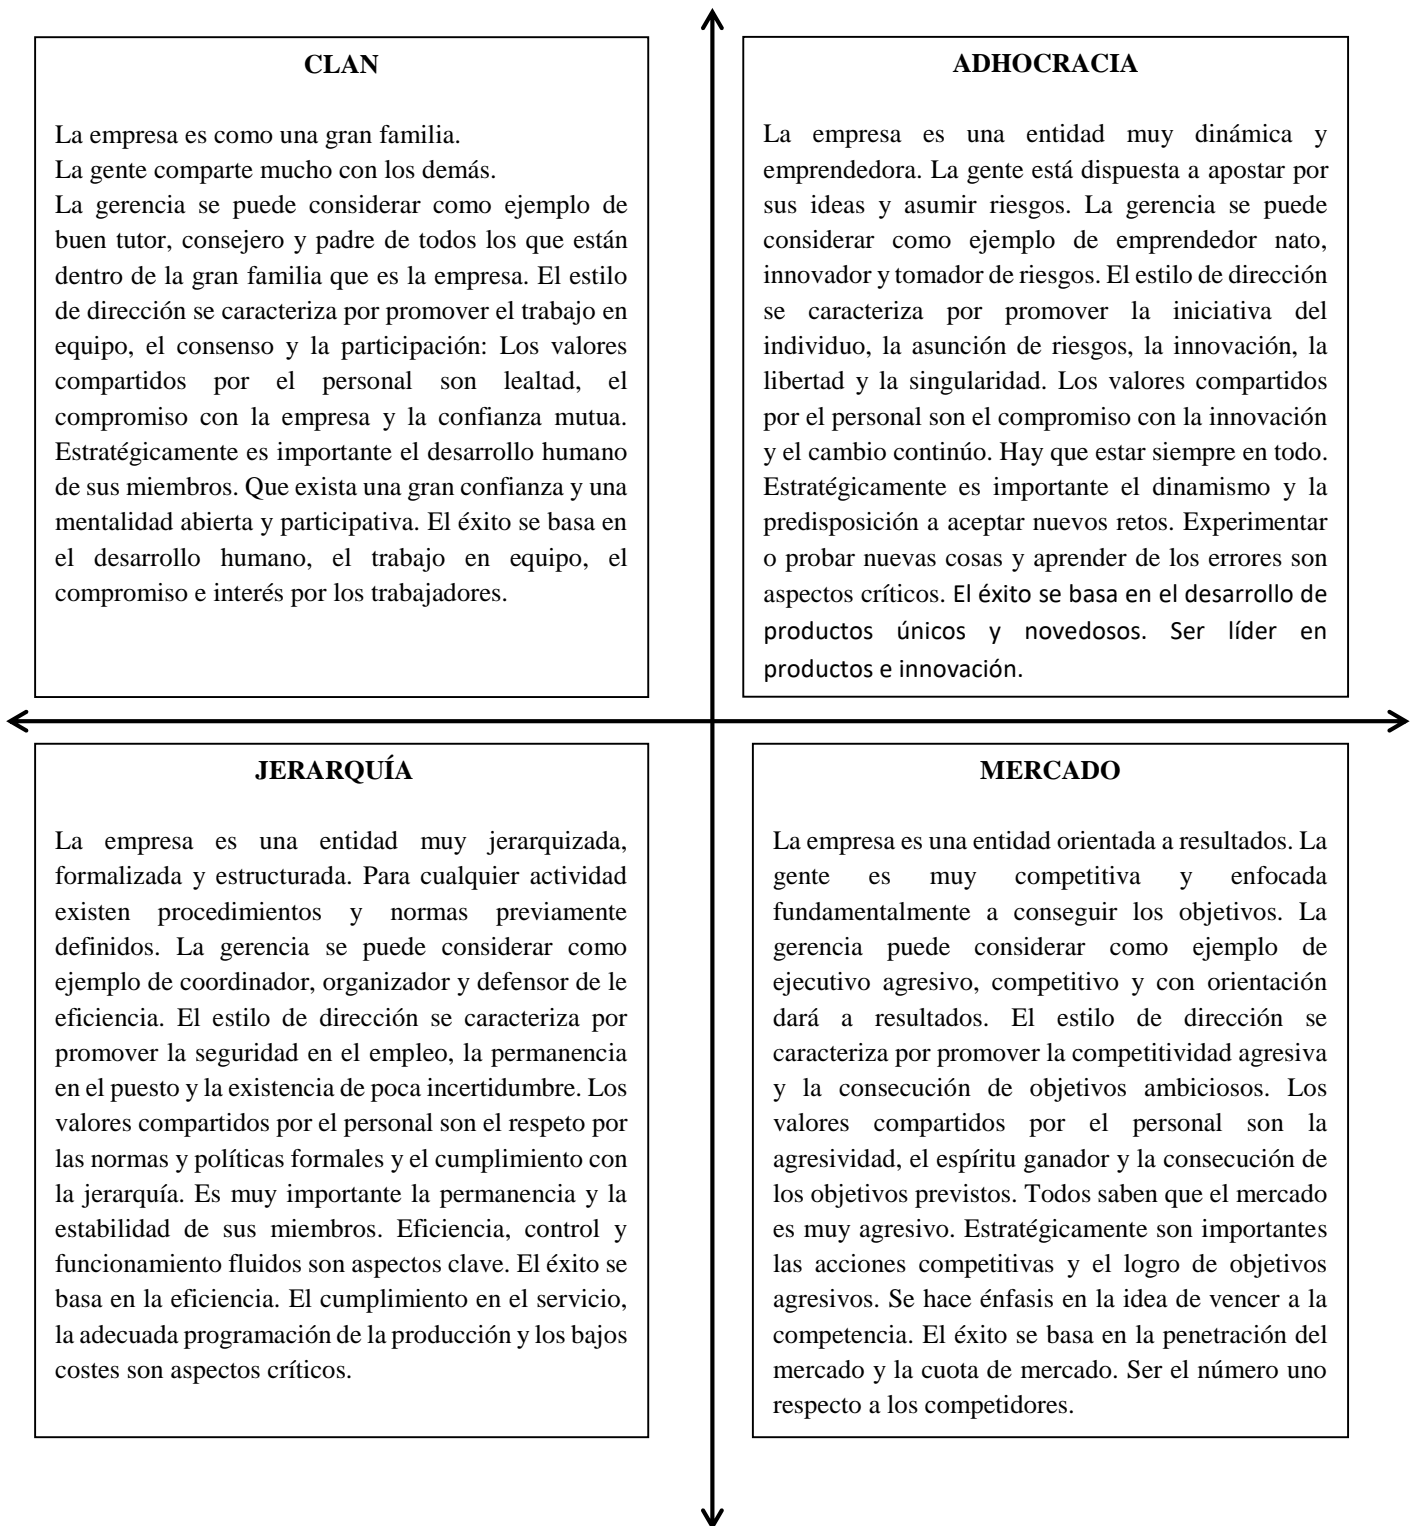 CLAN
La empresa es como una gran familia.
La gente comparte mucho con los demás.
La gerencia se puede considerar como ejemplo de
buen tutor, consejero y padre de todos los que están
dentro de la gran familia que es la empresa. El estilo
de dirección se caracteriza por promover el trabajo en
equipo, el consenso y la participación: Los valores
compartidos por el personal son lealtad, el
compromiso con la empresa y la confianza mutua.
Estratégicamente es importante el desarrollo humano
de sus miembros. Que exista una gran confianza y una
mentalidad abierta y participativa. El éxito se basa en
el desarrollo humano, el trabajo en equipo, el
compromiso e interés por los trabajadores.
ADHOCRACIA
La empresa es una entidad muy dinámica y
emprendedora. La gente está dispuesta a apostar por
sus ideas y asumir riesgos. La gerencia se puede
considerar como ejemplo de emprendedor nato,
innovador y tomador de riesgos. El estilo de dirección
se caracteriza por promover la iniciativa del
individuo, la asunción de riesgos, la innovación, la
libertad y la singularidad. Los valores compartidos
por el personal son el compromiso con la innovación
y el cambio continúo. Hay que estar siempre en todo.
Estratégicamente es importante el dinamismo y la
predisposición a aceptar nuevos retos. Experimentar
o probar nuevas cosas y aprender de los errores son
aspectos críticos. El éxito se basa en el desarrollo de
productos únicos y novedosos. Ser líder en
productos e innovación.
JERARQUÍA
La empresa es una entidad muy jerarquizada,
formalizada y estructurada. Para cualquier actividad
existen procedimientos y normas previamente
definidos. La gerencia se puede considerar como
ejemplo de coordinador, organizador y defensor de le
eficiencia. El estilo de dirección se caracteriza por
promover la seguridad en el empleo, la permanencia
en el puesto y la existencia de poca incertidumbre. Los
valores compartidos por el personal son el respeto por
las normas y políticas formales y el cumplimiento con
la jerarquía. Es muy importante la permanencia y la
estabilidad de sus miembros. Eficiencia, control y
funcionamiento fluidos son aspectos clave. El éxito se
basa en la eficiencia. El cumplimiento en el servicio,
la adecuada programación de la producción y los bajos
costes son aspectos críticos.
MERCADO
La empresa es una entidad orientada a resultados. La
gente es muy competitiva y enfocada
fundamentalmente a conseguir los objetivos. La
gerencia puede considerar como ejemplo de
ejecutivo agresivo, competitivo y con orientación
dará a resultados. El estilo de dirección se
caracteriza por promover la competitividad agresiva
y la consecución de objetivos ambiciosos. Los
valores compartidos por el personal son la
agresividad, el espíritu ganador y la consecución de
los objetivos previstos. Todos saben que el mercado
es muy agresivo. Estratégicamente son importantes
las acciones competitivas y el logro de objetivos
agresivos. Se hace énfasis en la idea de vencer a la
competencia. El éxito se basa en la penetración del
mercado y la cuota de mercado. Ser el número uno
respecto a los competidores.